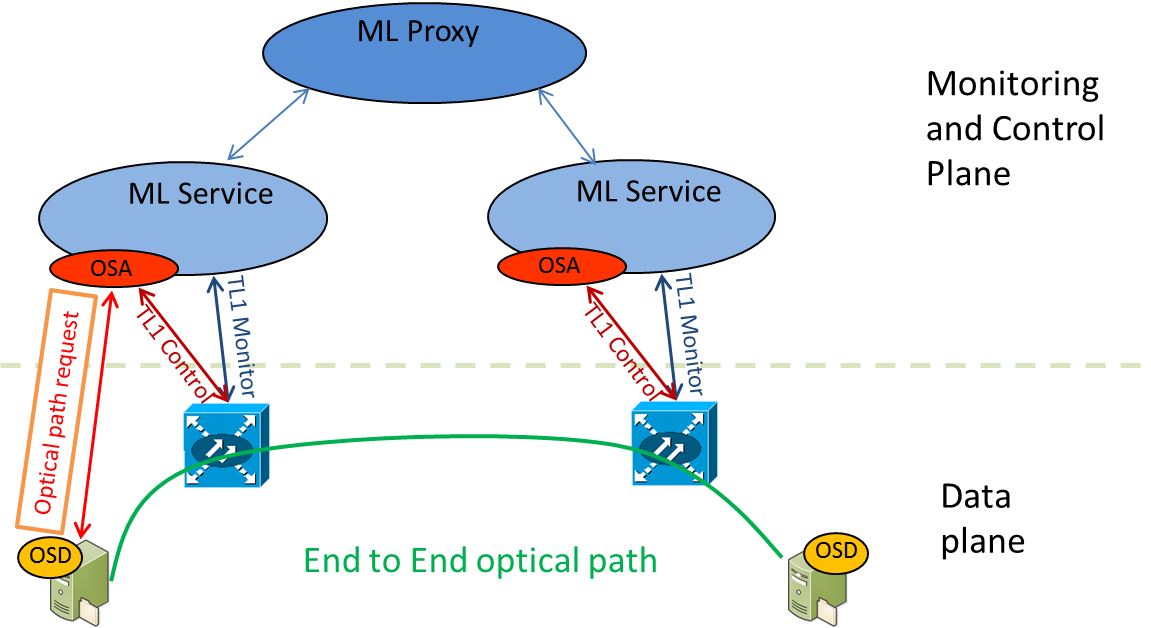 ML Proxy
Monitoring
and Control
Plane
ML Service
ML Service
OSA
OSA
TL1 Control
TL1 Monitor
TL1 Control
TL1 Monitor
Optical path request
Data
plane
OSD
End to End optical path
OSD